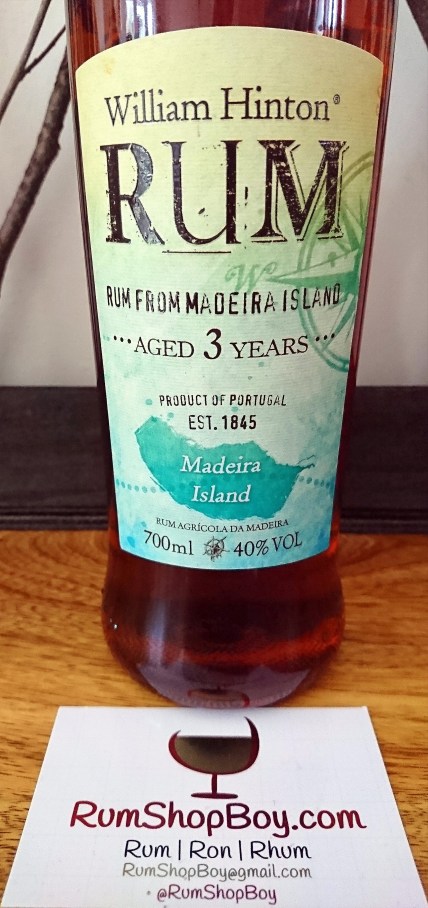 William Hinton®
RUM
W
RUM FROM MADEIRA ISLAND
...AGED 3 YEARS...
PRODUCT OF PORTUGAL
EST. 1845
Madeira
Island
RUM AGRÍCOLA DA MADEIRA
700ml 40% VOL
RumShopBoy.com
Rum | Ron | Rhum
RumShopBoy@gmail.com
@RumShopBoy